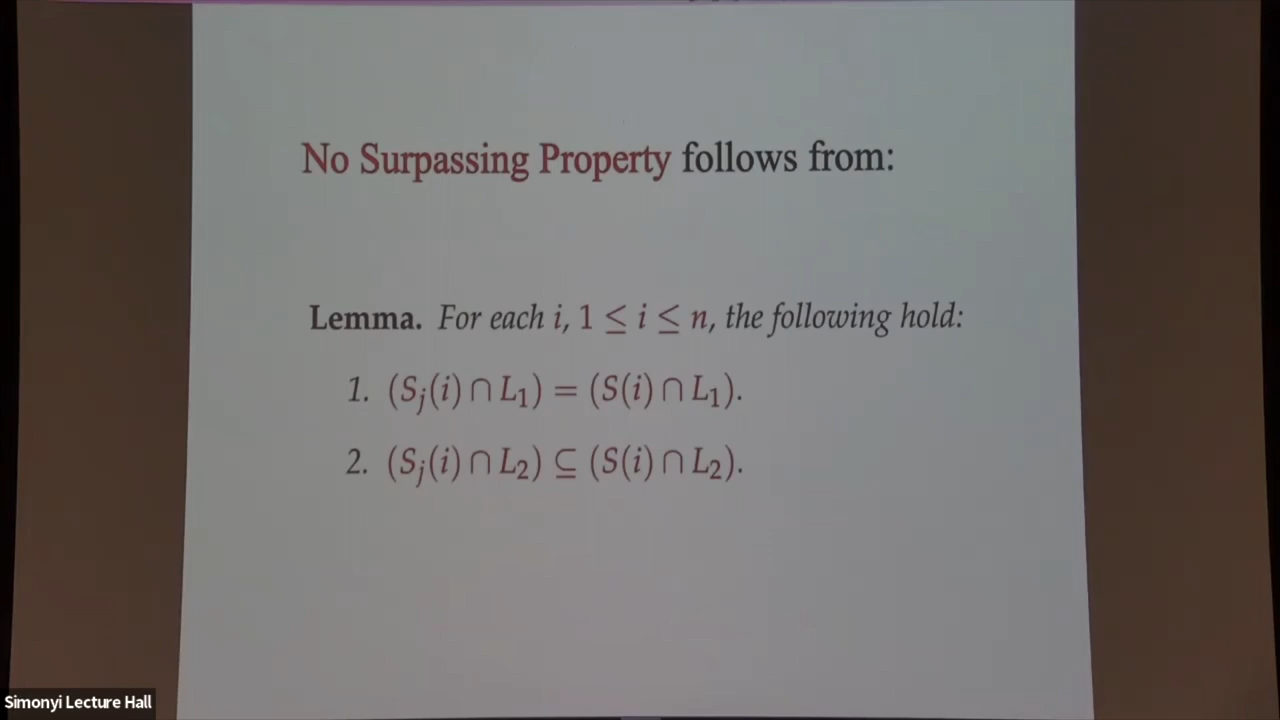 No Surpassing Property follows from:
Lemma. For each i, 1 ≤ i ≤ n, the following hold:
1. (S_j(i) ∩ L_1) = (S(i) ∩ L_1).
2. (S_j(i) ∩ L_2) ⊆ (S(i) ∩ L_2).
Simonyi Lecture Hall